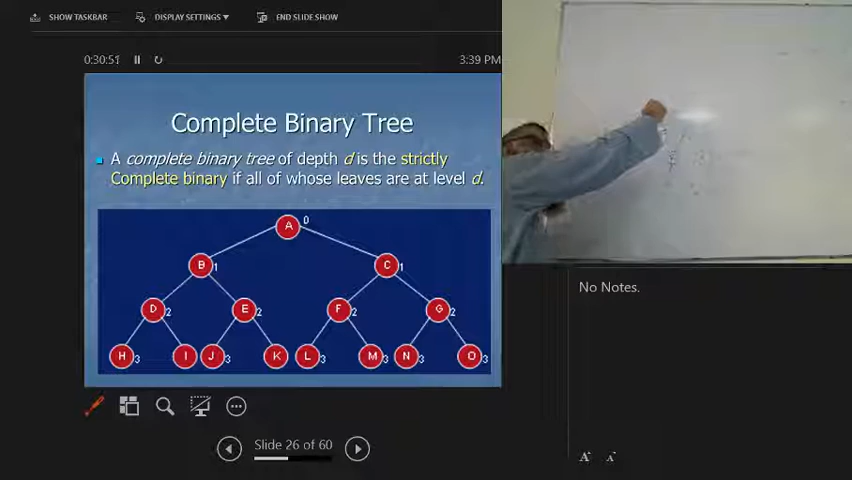 SHOW TASKBAR DISPLAY SETTINGS ▼ END SLIDE SHOW
0:30:51 3:39 PM
Complete Binary Tree
A complete binary tree of depth d is the strictly
Complete binary if all of whose leaves are at level d.
A 0
B 1 C 1
D 2 E 2 F 2 G 2
H 3 I J 3 K L 3 M 3 N 3 O 3
No Notes.
Slide 26 of 60
A A